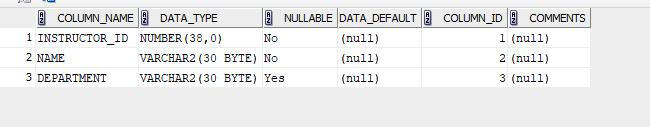 COLUMN_NAME DATA_TYPE NULLABLE DATA_DEFAULT COLUMN_ID COMMENTS
1 INSTRUCTOR_ID NUMBER(38,0) No (null) 1 (null)
2 NAME VARCHAR2(30 BYTE) No (null) 2 (null)
3 DEPARTMENT VARCHAR2(30 BYTE) Yes (null) 3 (null)